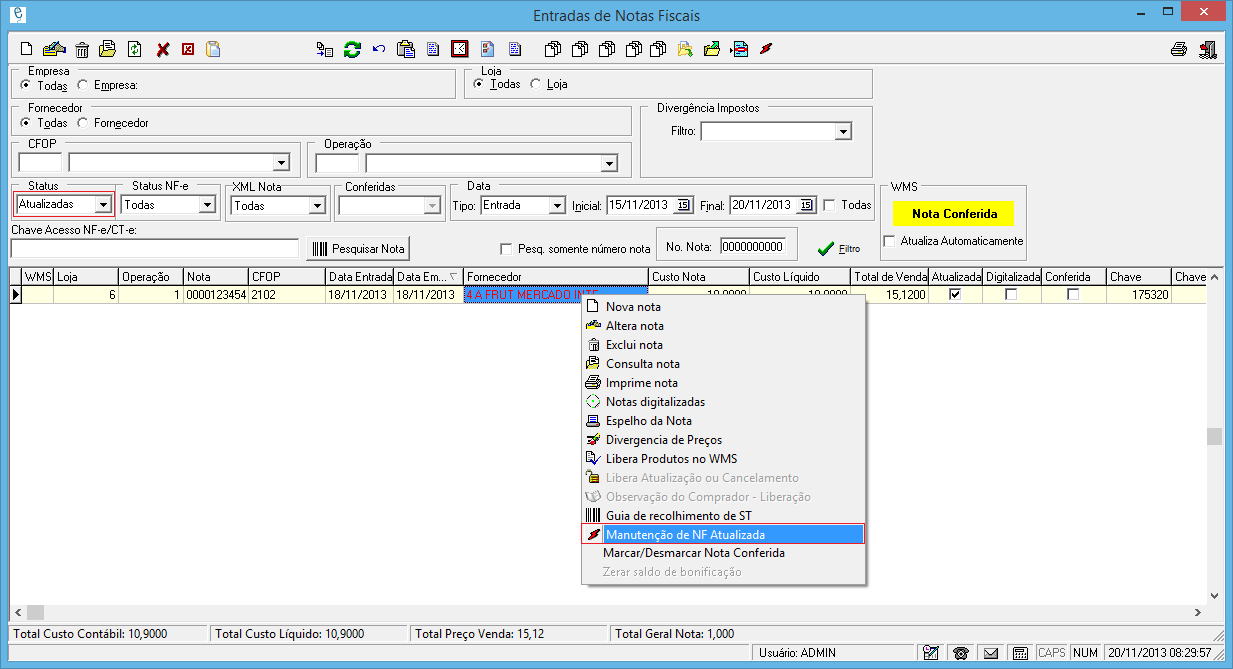 Entradas de Notas Fiscais
Empresa
Todas Empresa:
Loja
Todas Loja
Fornecedor
Todas Fornecedor
Divergência Impostos
Filtro:
CFOP
Operação
Status
Atualizadas
Status NF-e
Todas
XML Nota
Todas
Conferidas
Data
Tipo: Entrada Inicial: 15/11/2013 15 Final: 20/11/2013 15 Todas
WMS
Nota Conferida
Atualiza Automaticamente
Chave Acesso NF-e/CT-e:
Pesquisar Nota
Pesq. somente número nota
No. Nota: 0000000000
Filtro
WMS Loja Operação Nota CFOP Data Entrada Data Em... Fornecedor Custo Nota Custo Líquido Total de Venda Atualizada Digitalizada Conferida Chave Chave
6 1 0000123454 2102 18/11/2013 18/11/2013 4 A FRUT MERCADO INTE 10,9000 10,9000 15,1200 175320
Nova nota
Altera nota
Exclui nota
Consulta nota
Imprime nota
Notas digitalizadas
Espelho da Nota
Divergencia de Preços
Libera Produtos no WMS
Libera Atualização ou Cancelamento
Observação do Comprador - Liberação
Guia de recolhimento de ST
Manutenção de NF Atualizada
Marcar/Desmarcar Nota Conferida
Zerar saldo de bonificação
Total Custo Contábil: 10,9000 Total Custo Líquido: 10,9000 Total Preço Venda: 15,12 Total Geral Nota: 1,000
Usuário: ADMIN CAPS NUM 20/11/2013 08:29:57